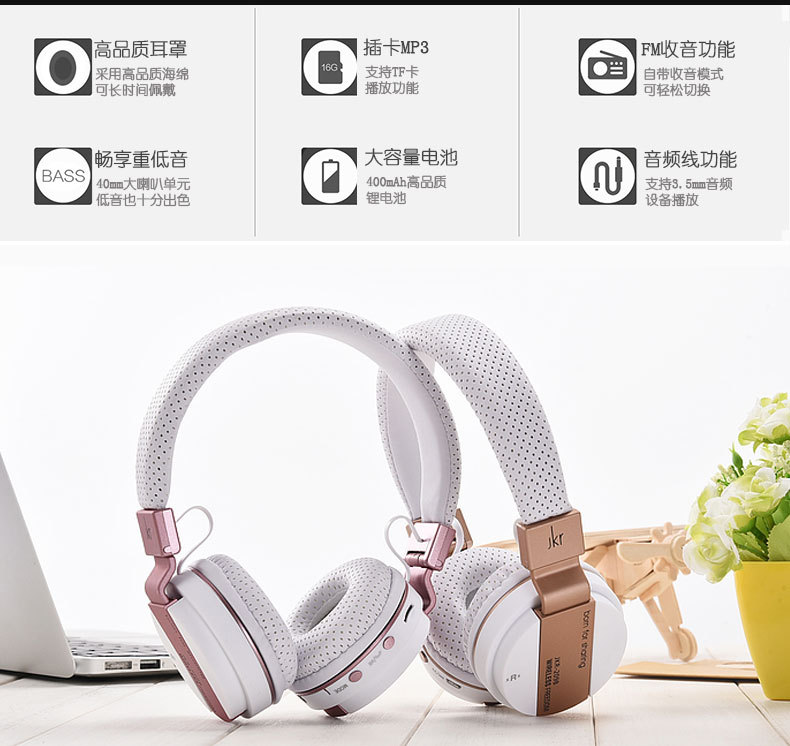 高品质耳罩
采用高品质海绵
可长时间佩戴
16G
插卡MP3
支持TF卡
播放功能
FM收音功能
自带收音模式
可轻松切换
BASS
畅享重低音
40mm大喇叭单元
低音也十分出色
大容量电池
400mAh高品质
锂电池
音频线功能
支持3.5mm音频
设备播放
jkr
jkr
born for sharing
WIRELESS FREEDOM
MODE
R